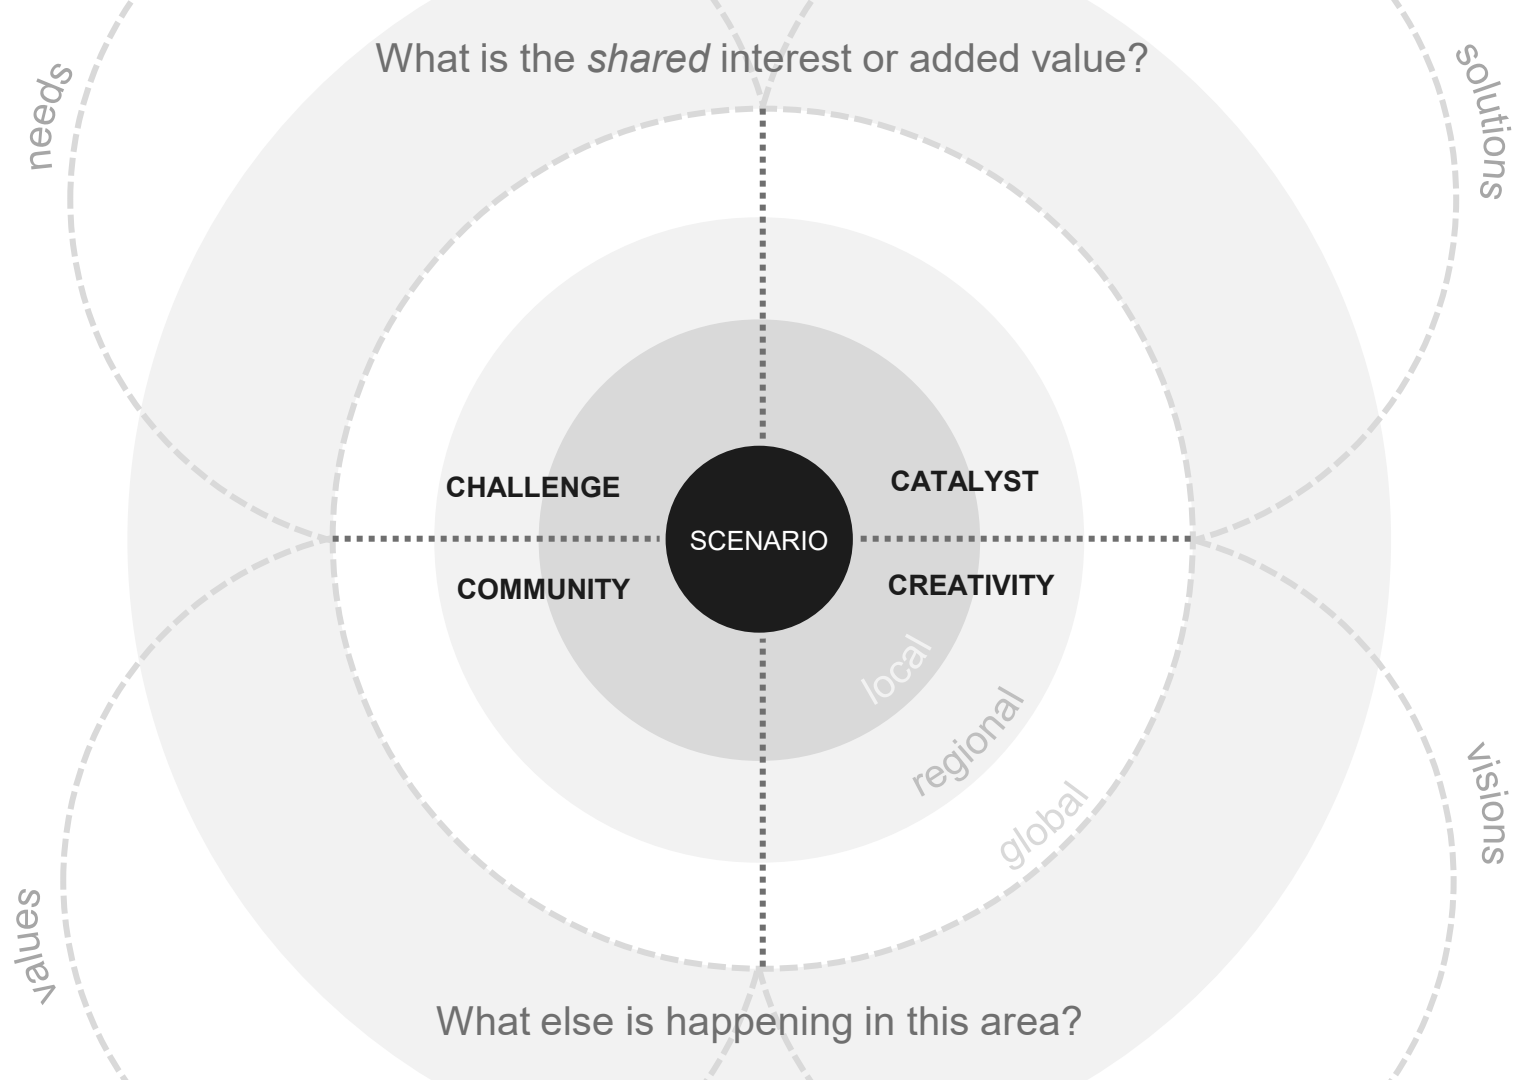 What is the shared interest or added value?
needs
solutions
CHALLENGE
CATALYST
SCENARIO
COMMUNITY
CREATIVITY
local
regional
global
visions
values
What else is happening in this area?